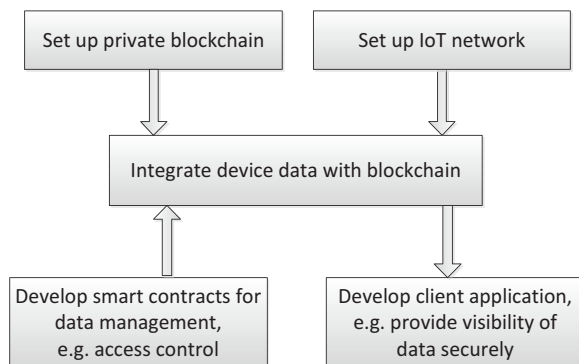 Set up private blockchain
Set up IoT network
Integrate device data with blockchain
Develop smart contracts for
data management,
e.g. access control
Develop client application,
e.g. provide visibility of
data securely